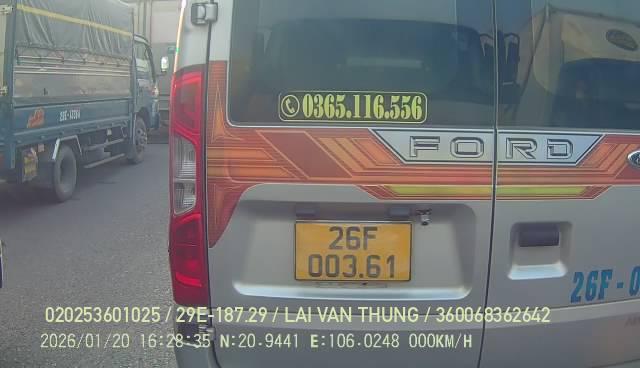 0365.116.556
FORD
26F
003.61
26F-0
020253601025 / 29E-187.29 / LAI VAN THUNG / 360068362642
2026/01/20 16:28:35 N:20.9441 E:106.0248 000KM/H